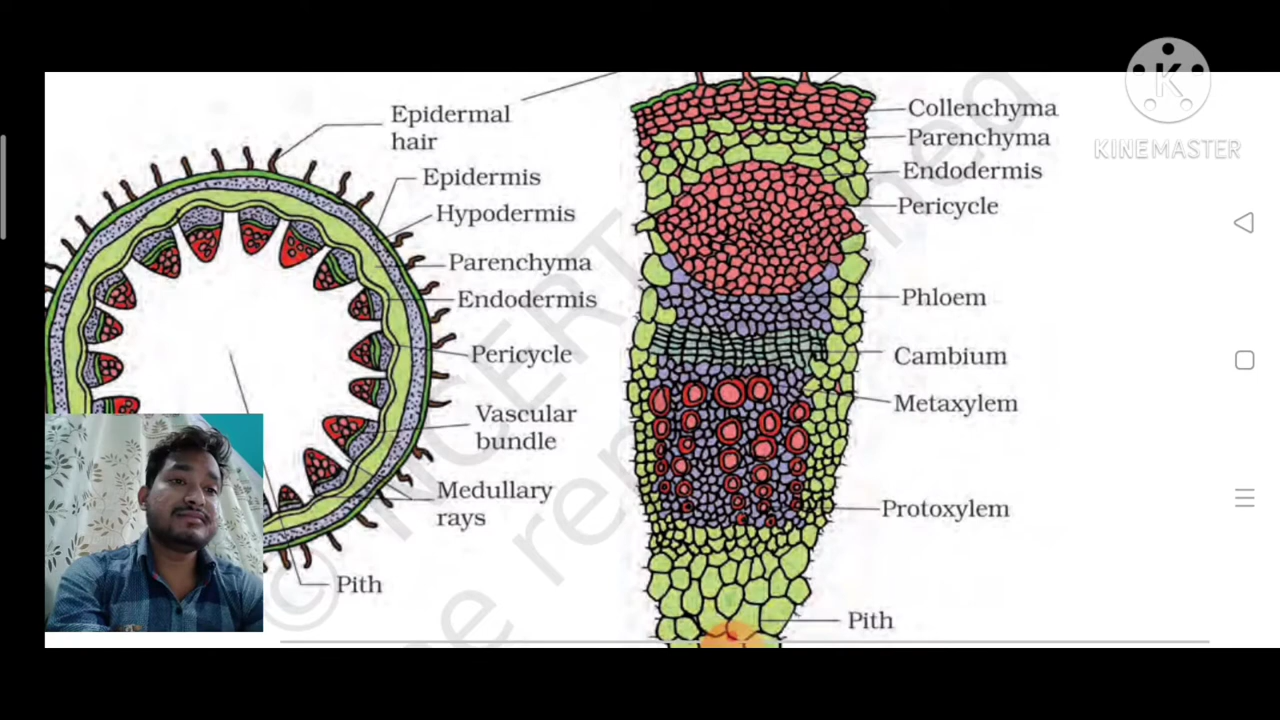 Epidermal
hair
Epidermis
Hypodermis
Parenchyma
Endodermis
Pericycle
Vascular
bundle
Medullary
rays
Pith
Collenchyma
Parenchyma
Endodermis
Pericycle
Phloem
Cambium
Metaxylem
Protoxylem
Pith
K
KINEMASTER
© NCERT